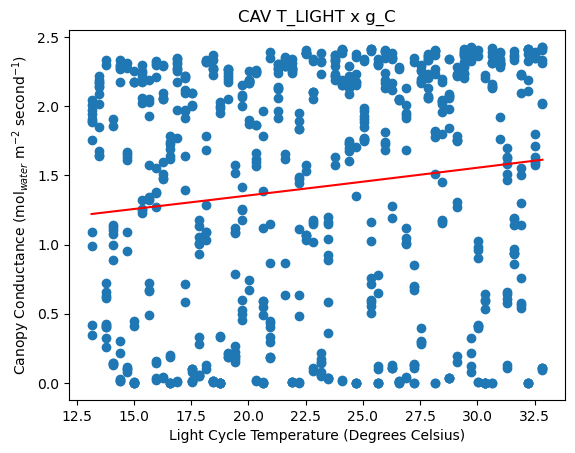 CAV T_LIGHT x g_C
Canopy Conductance (mol_water m⁻² second⁻¹)
2.5
2.0
1.5
1.0
0.5
0.0
12.5 15.0 17.5 20.0 22.5 25.0 27.5 30.0 32.5
Light Cycle Temperature (Degrees Celsius)